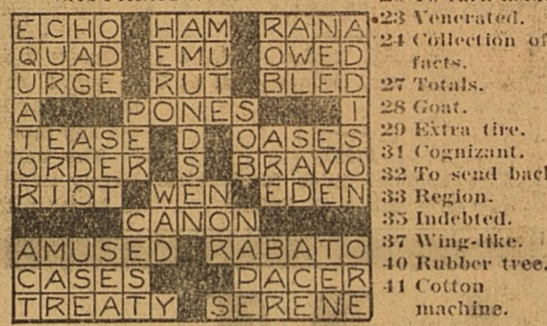 ECHO HAM RANA
QUAD EMU OWED
URGE RUT BLED
A PONES I
TEASE D OASES
ORDER S BRAVO
RIOT WEN EDEN
CANON
AMUSED RABATO
CASES PACER
TREATY SERENE
23 Venerated.
24 Collection of
facts.
27 Totals.
28 Goat.
29 Extra tire.
31 Cognizant.
32 To send back
33 Region.
35 Indebted.
37 Wing-like.
40 Rubber tree.
41 Cotton
machine.